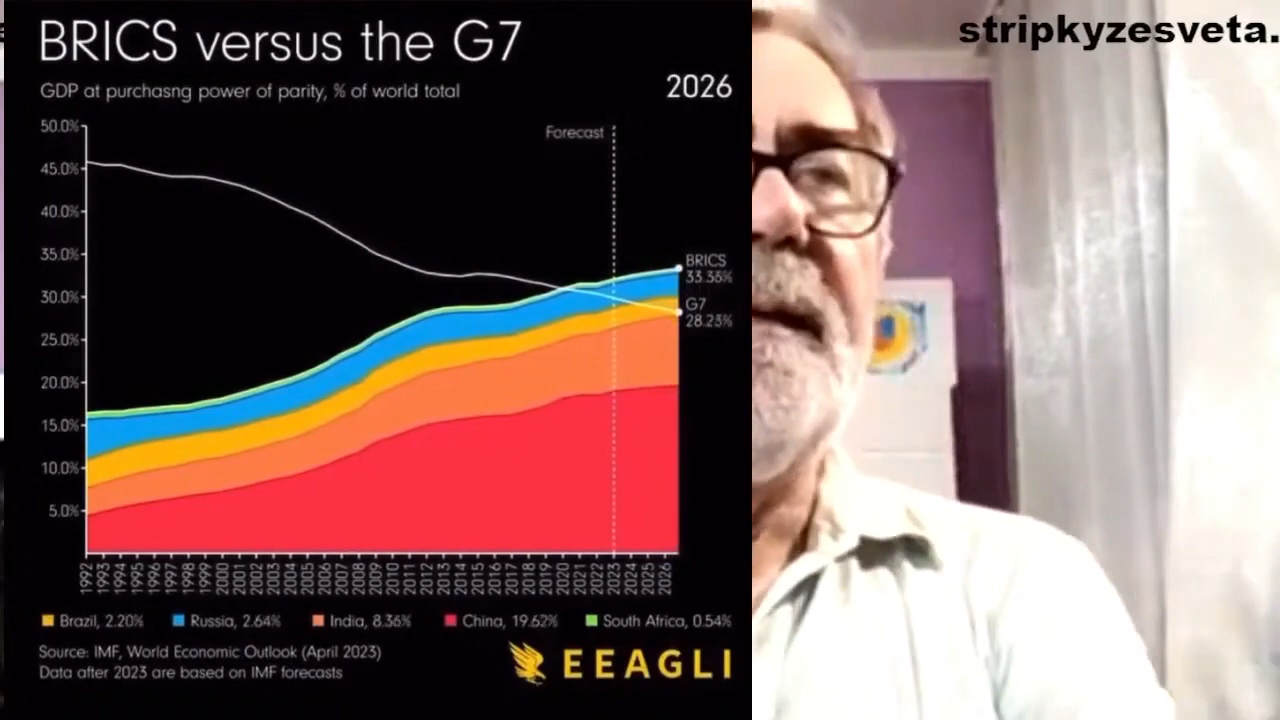 BRICS versus the G7
GDP at purchasng power of parity, % of world total
2026
50.0%
45.0%
40.0%
35.0%
30.0%
25.0%
20.0%
15.0%
10.0%
5.0%
Forecast
BRICS
33.35%
G7
28.23%
1992 1993 1994 1995 1996 1997 1998 1999 2000 2001 2002 2003 2004 2005 2006 2007 2008 2009 2010 2011 2012 2013 2014 2015 2016 2017 2018 2019 2020 2021 2022 2023 2024 2025 2026
Brazil, 2.20% Russia, 2.64% India, 8.36% China, 19.62% South Africa, 0.54%
Source: IMF, World Economic Outlook (April 2023)
Data after 2023 are based on IMF forecasts
EEAGLI
stripkyzesveta.